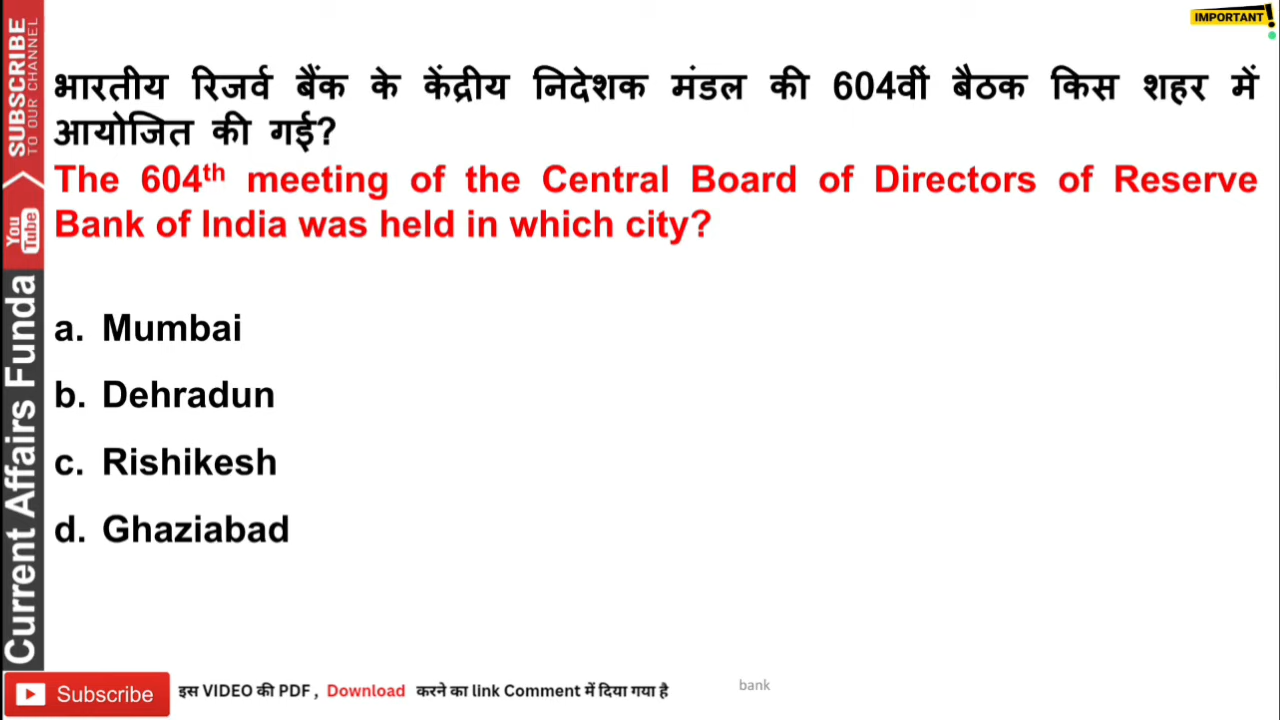 IMPORTANT!
भारतीय रिजर्व बैंक के केंद्रीय निदेशक मंडल की 604वीं बैठक किस शहर में
आयोजित की गई?
The 604th meeting of the Central Board of Directors of Reserve
Bank of India was held in which city?
a. Mumbai
b. Dehradun
c. Rishikesh
d. Ghaziabad
SUBSCRIBE
TO OUR CHANNEL
You
Tube
Current Affairs Funda
Subscribe
इस VIDEO की PDF , Download करने का link Comment में दिया गया है
bank